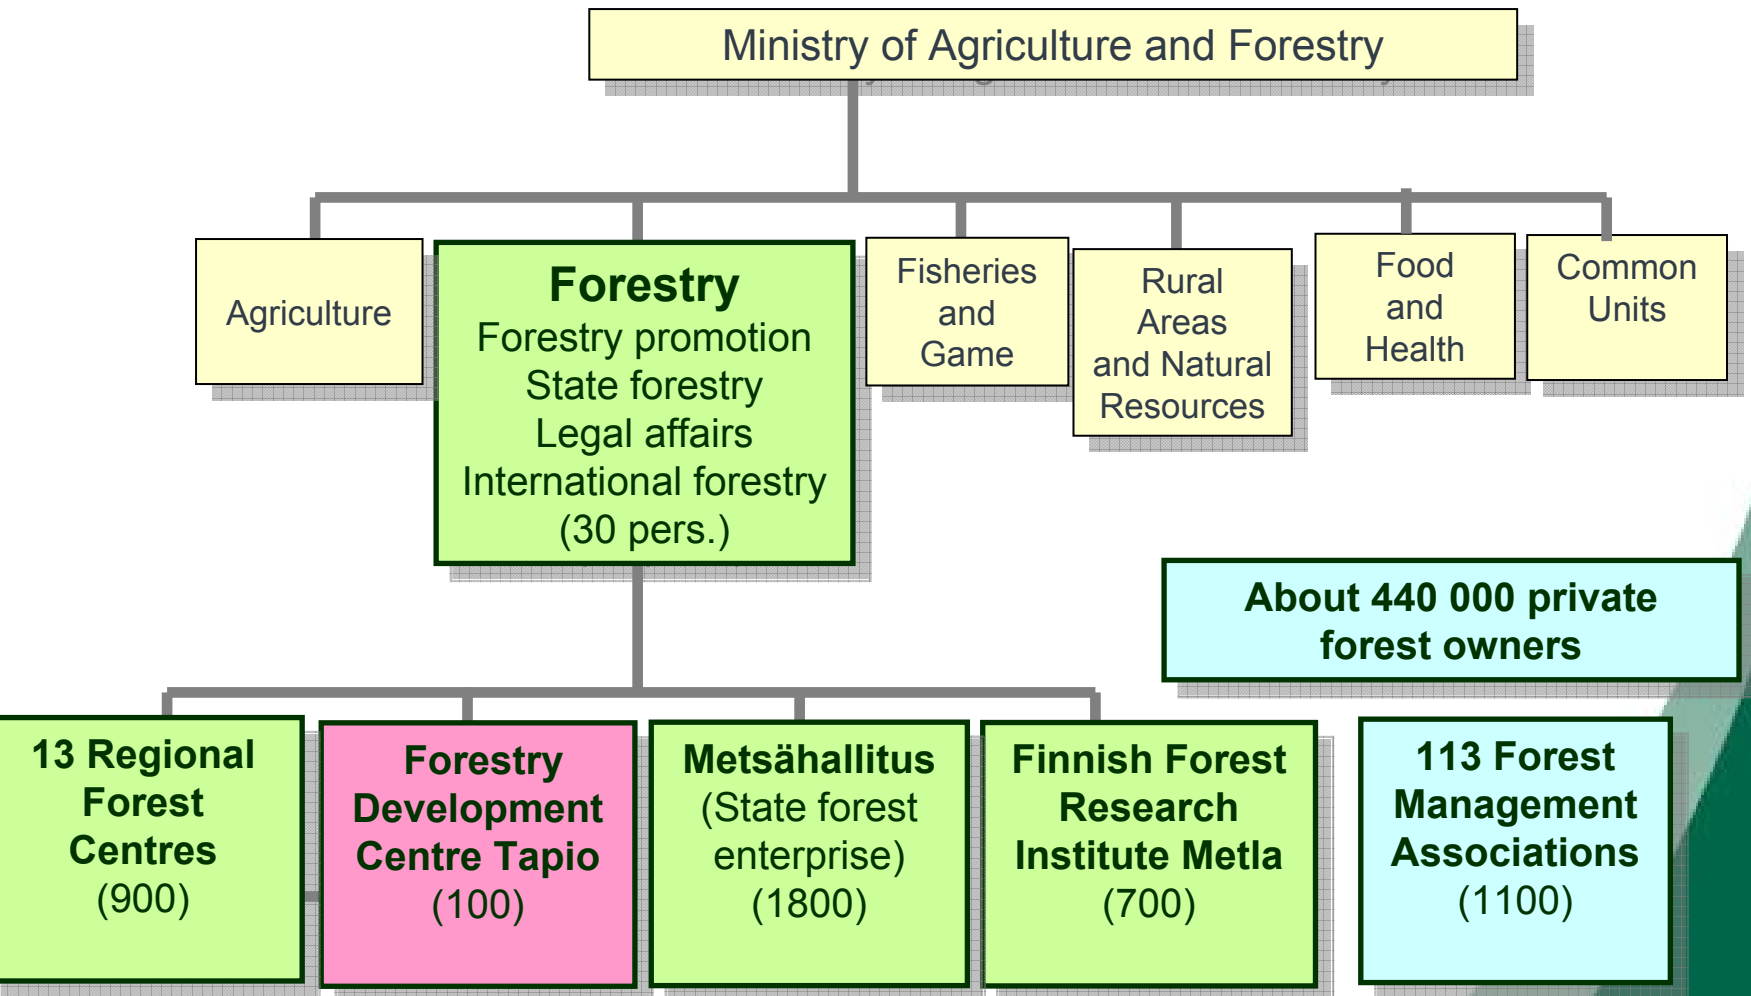 Ministry of Agriculture and Forestry
Agriculture
Forestry
Forestry promotion
State forestry
Legal affairs
International forestry
(30 pers.)
Fisheries
and
Game
Rural
Areas
and Natural
Resources
Food
and
Health
Common
Units
About 440 000 private
forest owners
13 Regional
Forest
Centres
(900)
Forestry
Development
Centre Tapio
(100)
Metsähallitus
(State forest
enterprise)
(1800)
Finnish Forest
Research
Institute Metla
(700)
113 Forest
Management
Associations
(1100)